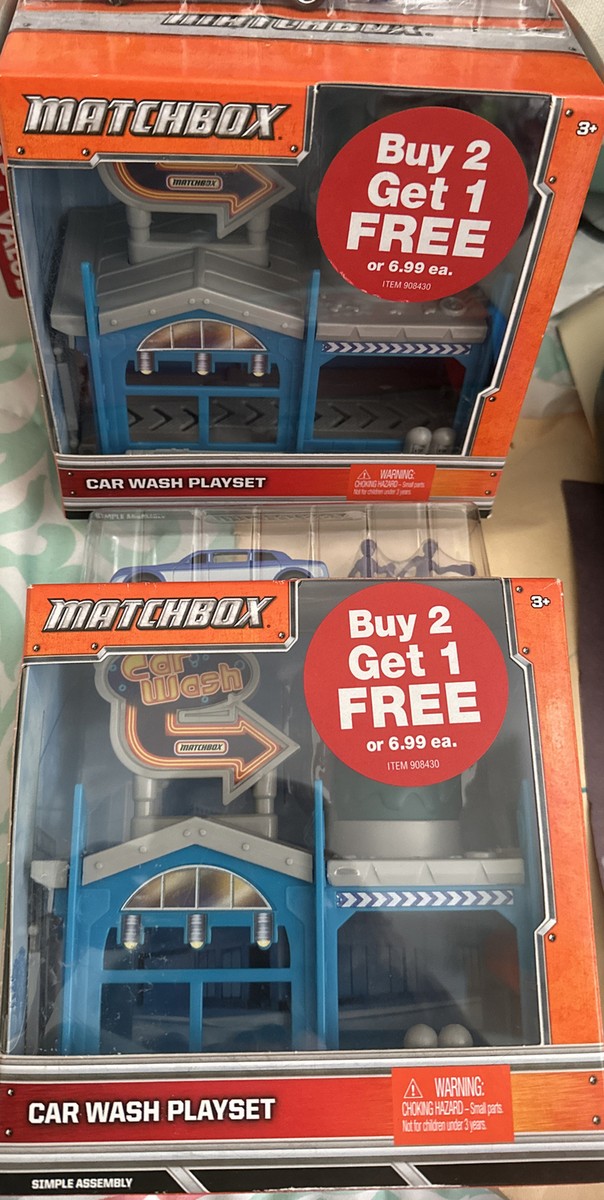 MATCHBOX
MATCHBOX
3+
Buy 2
Get 1
FREE
or 6.99 ea.
ITEM 908430
MATCHBOX
CAR WASH PLAYSET
WARNING:
CHOKING HAZARD – Small parts.
Not for children under 3 years.
SIMPLE ASSEMBLY
MATCHBOX
3+
Buy 2
Get 1
FREE
or 6.99 ea.
ITEM 908430
Car
Wash
MATCHBOX
CAR WASH PLAYSET
WARNING:
CHOKING HAZARD – Small parts.
Not for children under 3 years.
SIMPLE ASSEMBLY